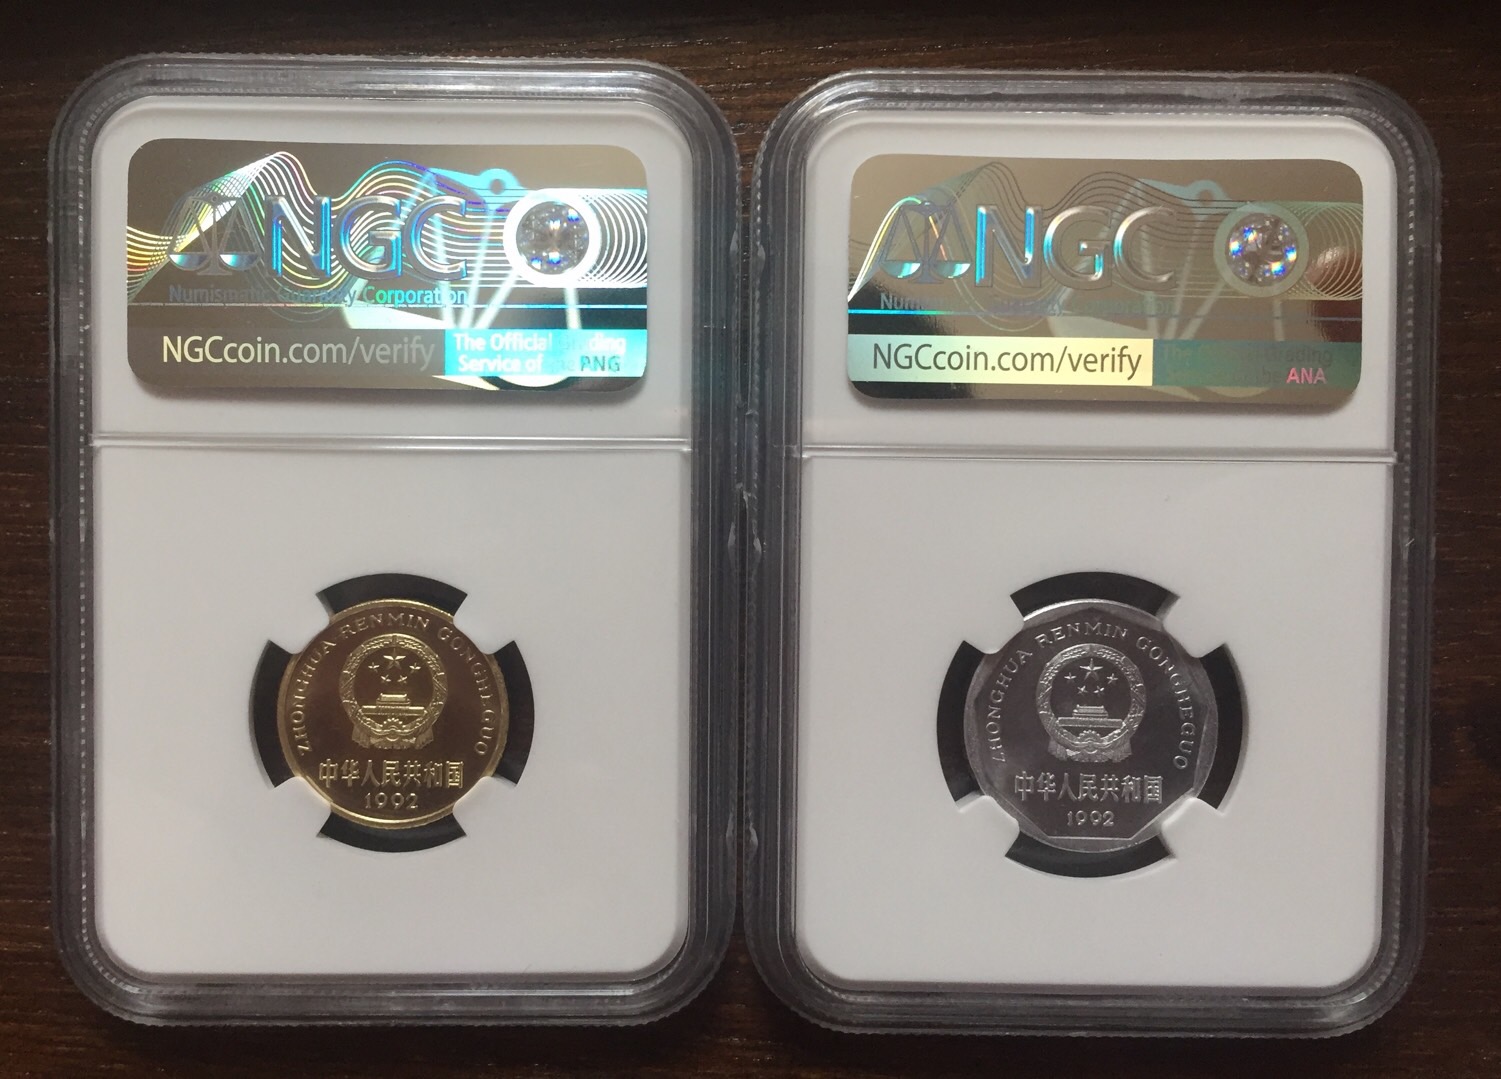 NGC
Numismatic Guaranty Corporation
NGCcoin.com/verify
The Official Grading
Service of the PNG
ZHONGHUA RENMIN GONGHEGUO
中华人民共和国
1992
NGC
Guaranty
NGCcoin.com/verify
Grading
ANA
ZHONGHUA RENMIN GONGHEGUO
中华人民共和国
1992